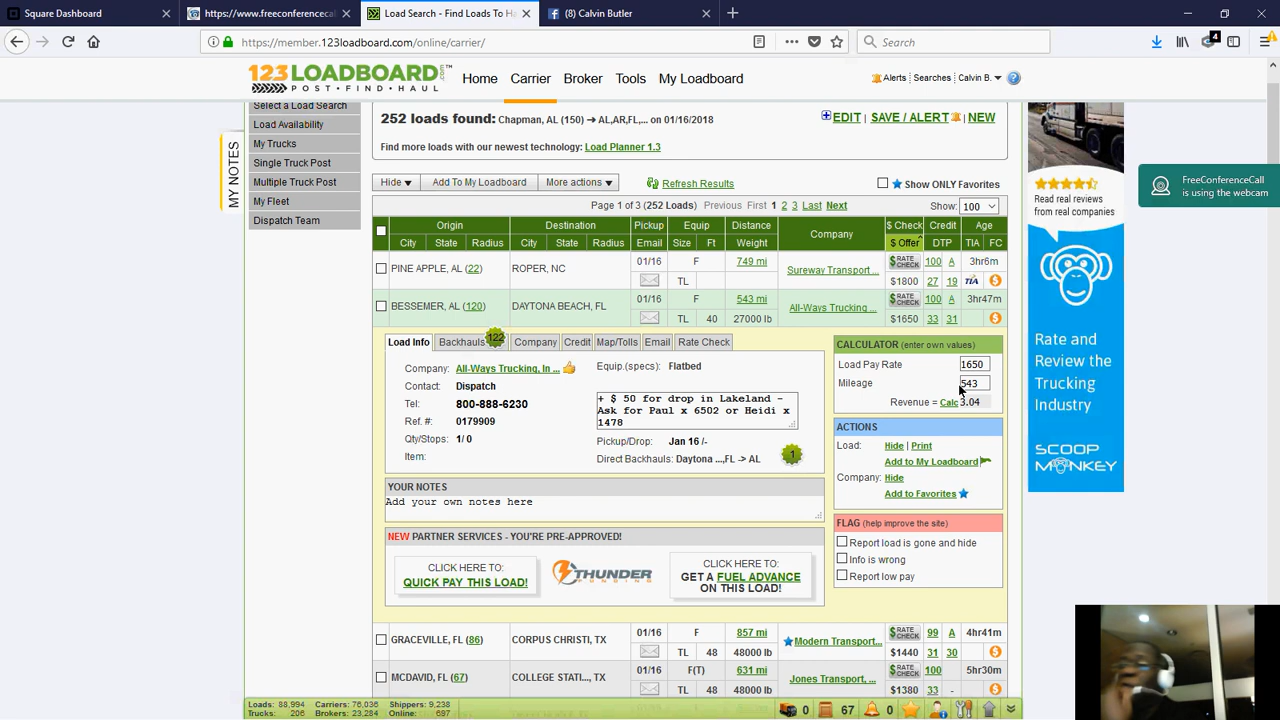 Square Dashboard
https://www.freeconferencecal
Load Search - Find Loads To Ha
(8) Calvin Butler
https://member.123loadboard.com/online/carrier/
Search
4
123LOADBOARD.COM™
POST • FIND • HAUL
Home
Carrier
Broker
Tools
My Loadboard
Alerts
Searches
Calvin B.
?
MY NOTES
Select a Load Search
Load Availability
My Trucks
Single Truck Post
Multiple Truck Post
My Fleet
Dispatch Team
252 loads found: Chapman, AL (150) → AL,AR,FL,... on 01/16/2018
EDIT | SAVE / ALERT | NEW
Find more loads with our newest technology: Load Planner 1.3
Hide
Add To My Loadboard
More actions
Refresh Results
Show ONLY Favorites
Page 1 of 3 (252 Loads) Previous First 1 2 3 Last Next
Show: 100
Origin Destination Pickup Equip Distance Company $ Check Credit Age
City State Radius City State Radius Email Size Ft Weight $ Offer DTP TIA FC
PINE APPLE, AL (22) ROPER, NC 01/16 F 749 mi Sureway Transport ... RATE CHECK 100 A 3hr6m
TL $1800 27 19 TIA
BESSEMER, AL (120) DAYTONA BEACH, FL 01/16 F 543 mi All-Ways Trucking ... RATE CHECK 100 A 3hr47m
TL 40 27000 lb $1650 33 31
Load Info Backhauls 122 Company Credit Map/Tolls Email Rate Check
Company: All-Ways Trucking, In ...
Contact: Dispatch
Tel: 800-888-6230
Ref. #: 0179909
Qty/Stops: 1/ 0
Item:
Equip.(specs): Flatbed
+ $ 50 for drop in Lakeland -
Ask for Paul x 6502 or Heidi x
1478
Pickup/Drop: Jan 16 /-
Direct Backhauls: Daytona ...,FL -> AL
1
CALCULATOR (enter own values)
Load Pay Rate 1650
Mileage 543
Revenue = Calc 3.04
ACTIONS
Load: Hide | Print
Add to My Loadboard
Company: Hide
Add to Favorites
FLAG (help improve the site)
Report load is gone and hide
Info is wrong
Report low pay
YOUR NOTES
Add your own notes here
NEW PARTNER SERVICES - YOU'RE PRE-APPROVED!
CLICK HERE TO:
QUICK PAY THIS LOAD!
THUNDER
FUNDING
CLICK HERE TO:
GET A FUEL ADVANCE
ON THIS LOAD!
GRACEVILLE, FL (86) CORPUS CHRISTI, TX 01/16 F 857 mi Modern Transport... RATE CHECK 99 A 4hr41m
TL 48 48000 lb $1440 31 30
MCDAVID, FL (67) COLLEGE STATI..., TX 01/16 F(T) 631 mi Jones Transport, ... RATE CHECK 100 5hr30m
TL 48 48000 lb $1380 33 -
Loads: 88,994 Carriers: 76,036 Shippers: 9,238
Trucks: 206 Brokers: 23,284 Online: 697
0 67 0
Read real reviews
from real companies
Rate and
Review the
Trucking
Industry
SCOOP
MONKEY
FreeConferenceCall
is using the webcam